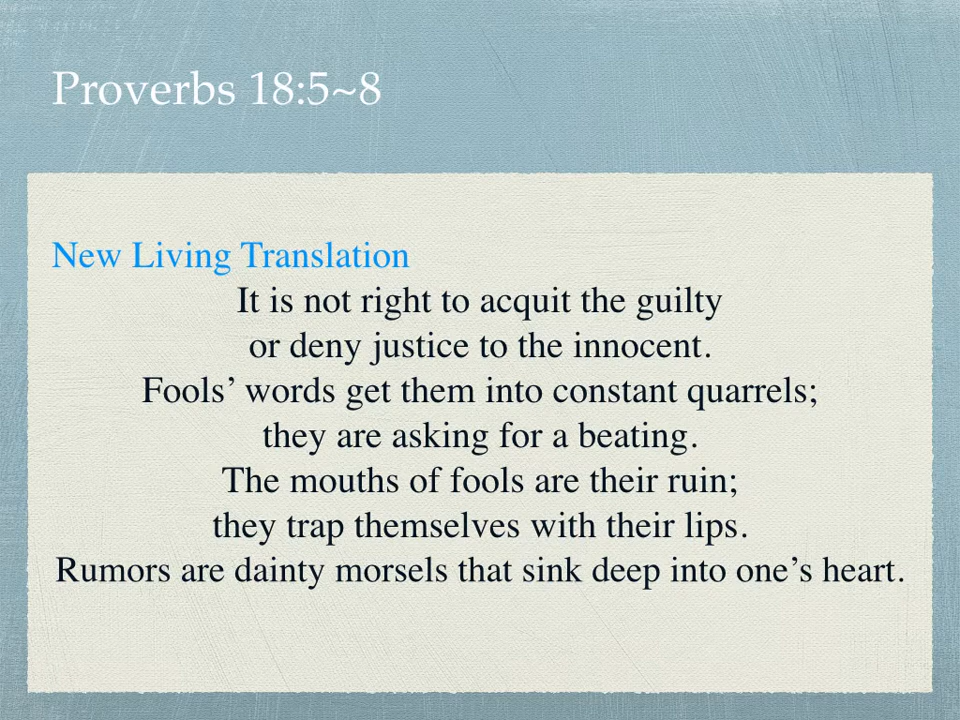 Proverbs 18:5~8
New Living Translation
It is not right to acquit the guilty
or deny justice to the innocent.
Fools’ words get them into constant quarrels;
they are asking for a beating.
The mouths of fools are their ruin;
they trap themselves with their lips.
Rumors are dainty morsels that sink deep into one’s heart.